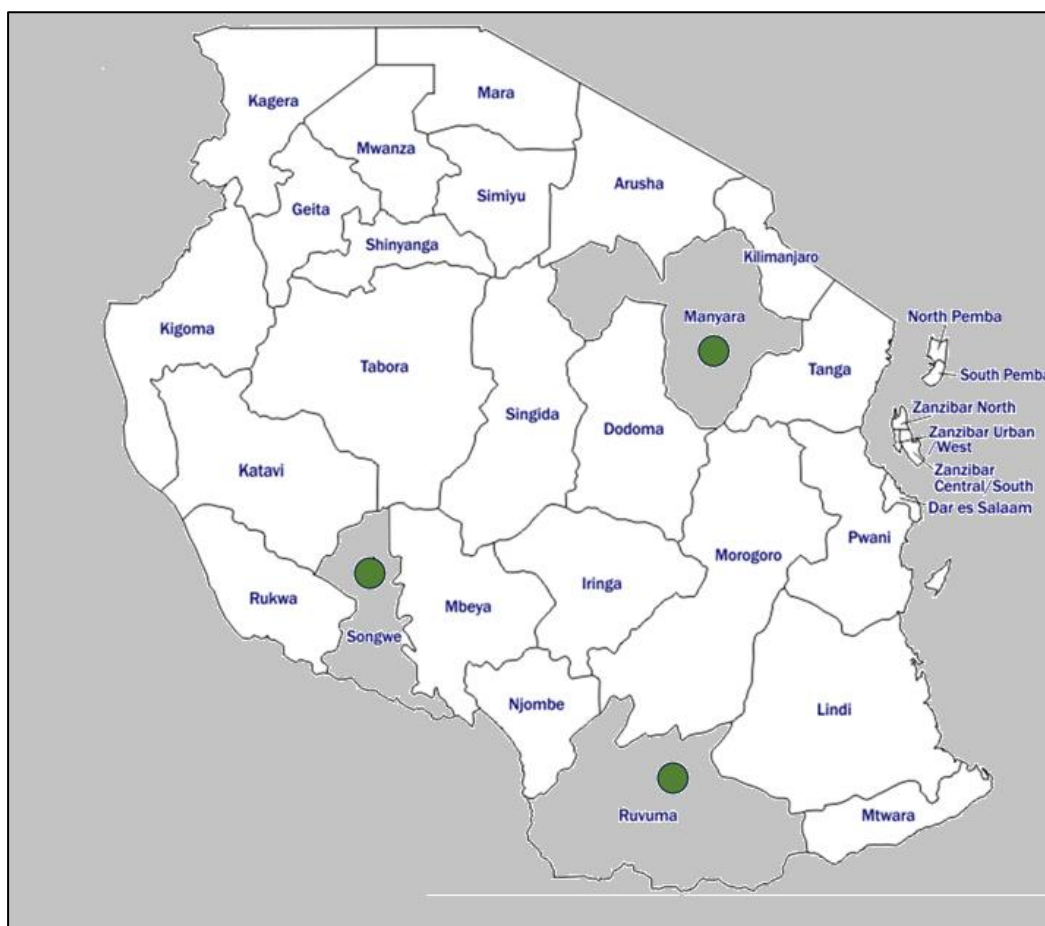 Mara
Kagera
Mwanza
Arusha
Simiyu
Geita
Shinyanga
Kilimanjaro
Manyara
North Pemba
Kigoma
Tabora
Tanga
South Pemba
Singida
Dodoma
Zanzibar North
Zanzibar Urban
/West
Katavi
Zanzibar
Central/South
Dar es Salaam
Pwani
Morogoro
Iringa
Rukwa
Mbeya
Songwe
Njombe
Lindi
Ruvuma
Mtwara